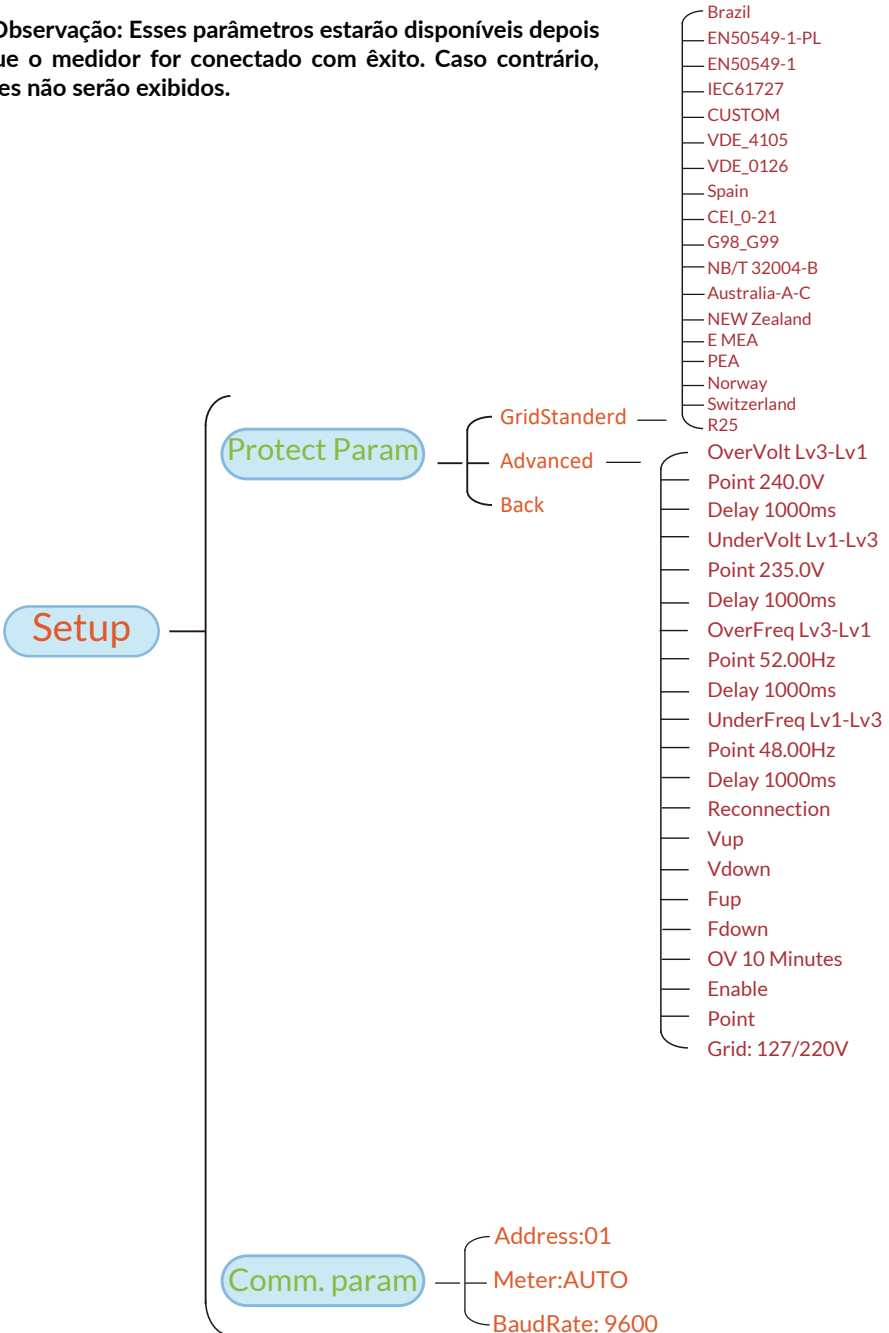 Observação: Esses parâmetros estarão disponíveis depois
que o medidor for conectado com êxito. Caso contrário,
não serão exibidos.
Brazil
EN50549-1-PL
EN50549-1
IEC61727
CUSTOM
VDE_4105
VDE_0126
Spain
CEI_0-21
G98_G99
NB/T 32004-B
Australia-A-C
NEW Zealand
E MEA
PEA
Norway
Switzerland
R25
Setup
Protect Param
GridStanderd
Advanced
Back
OverVolt Lv3-Lv1
Point 240.0V
Delay 1000ms
UnderVolt Lv1-Lv3
Point 235.0V
Delay 1000ms
OverFreq Lv3-Lv1
Point 52.00Hz
Delay 1000ms
UnderFreq Lv1-Lv3
Point 48.00Hz
Delay 1000ms
Reconnection
Vup
Vdown
Fup
Fdown
OV 10 Minutes
Enable
Point
Grid: 127/220V
Comm. param
Address:01
Meter:AUTO
BaudRate: 9600